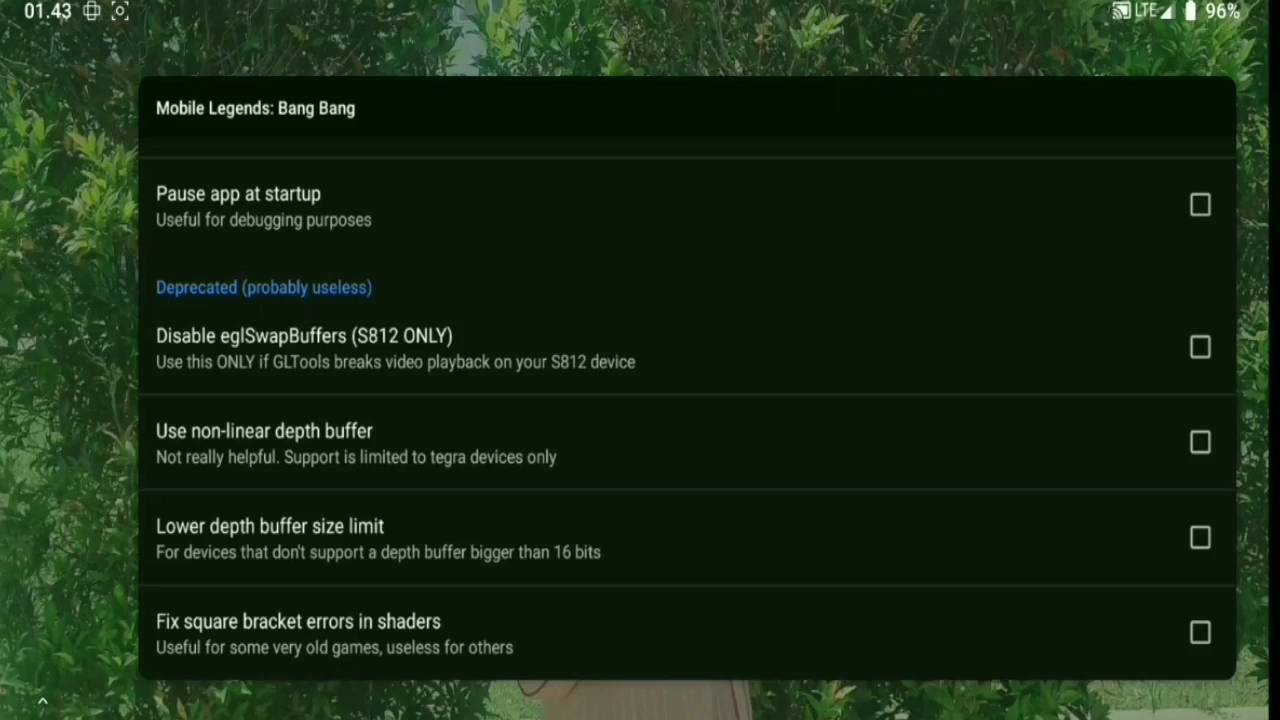 01.43
LTE 96%
Mobile Legends: Bang Bang
Pause app at startup
Useful for debugging purposes
Deprecated (probably useless)
Disable eglSwapBuffers (S812 ONLY)
Use this ONLY if GLTools breaks video playback on your S812 device
Use non-linear depth buffer
Not really helpful. Support is limited to tegra devices only
Lower depth buffer size limit
For devices that don't support a depth buffer bigger than 16 bits
Fix square bracket errors in shaders
Useful for some very old games, useless for others